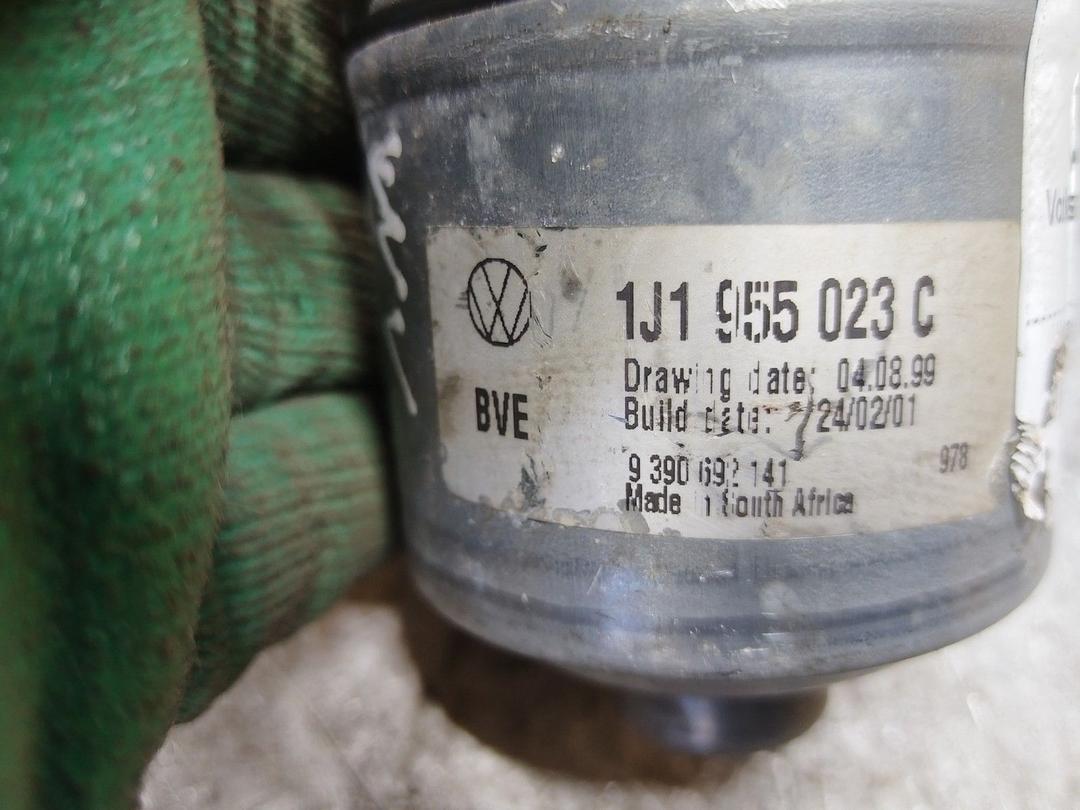 1J1 955 023 C
Drawing date: 04.08.99
BVE
Build date: 24/02/01
9 390 692 141
978
Made in South Africa